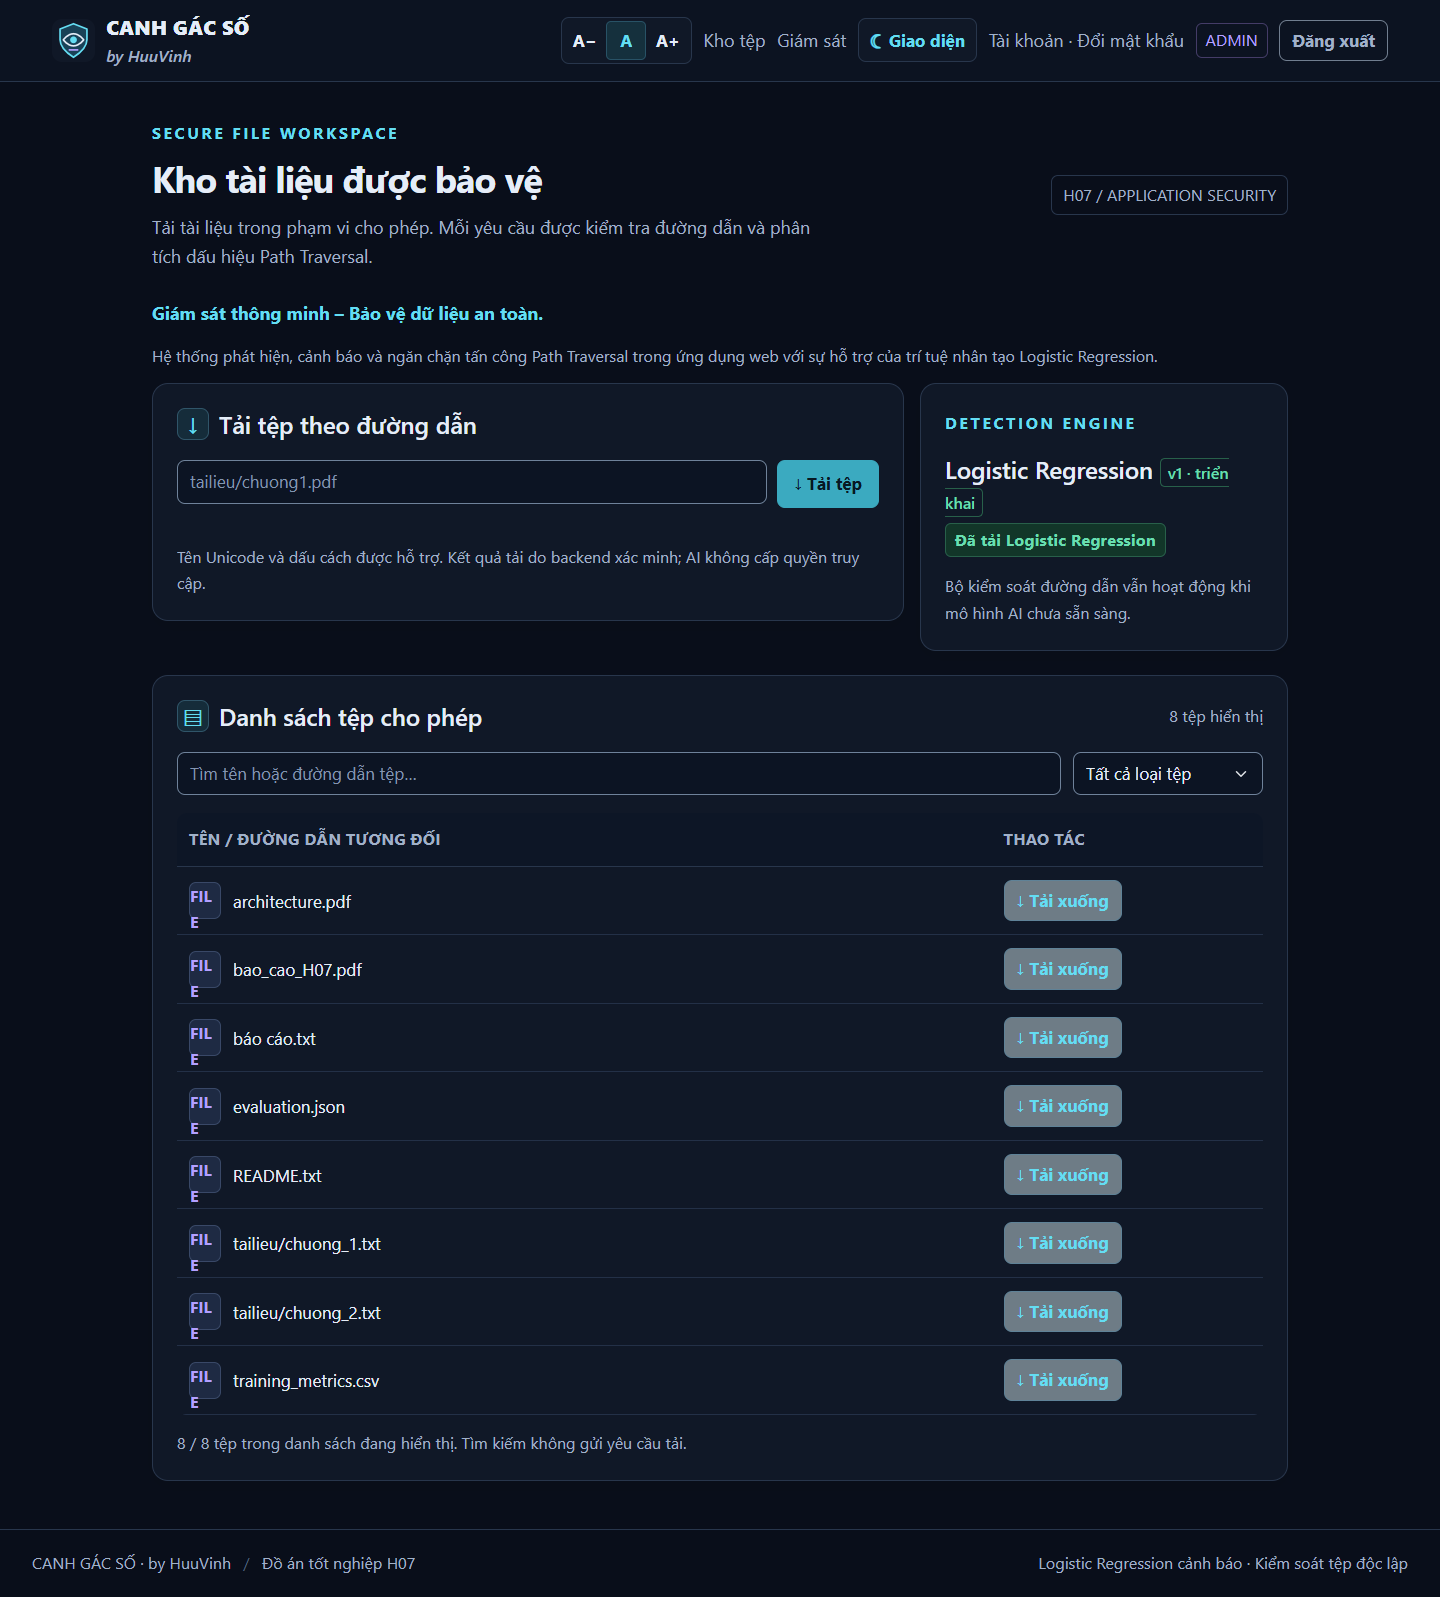 CANH GÁC SỐ
by HuuVinh
A− A A+ Kho tệp Giám sát ☾ Giao diện Tài khoản · Đổi mật khẩu ADMIN Đăng xuất
SECURE FILE WORKSPACE
Kho tài liệu được bảo vệ
H07 / APPLICATION SECURITY
Tải tài liệu trong phạm vi cho phép. Mỗi yêu cầu được kiểm tra đường dẫn và phân
tích dấu hiệu Path Traversal.
Giám sát thông minh – Bảo vệ dữ liệu an toàn.
Hệ thống phát hiện, cảnh báo và ngăn chặn tấn công Path Traversal trong ứng dụng web với sự hỗ trợ của trí tuệ nhân tạo Logistic Regression.
↓ Tải tệp theo đường dẫn
tailieu/chuong1.pdf
↓ Tải tệp
Tên Unicode và dấu cách được hỗ trợ. Kết quả tải do backend xác minh; AI không cấp quyền truy
cập.
DETECTION ENGINE
Logistic Regression v1 · triển
khai
Đã tải Logistic Regression
Bộ kiểm soát đường dẫn vẫn hoạt động khi
mô hình AI chưa sẵn sàng.
▤ Danh sách tệp cho phép
8 tệp hiển thị
Tìm tên hoặc đường dẫn tệp...
Tất cả loại tệp
TÊN / ĐƯỜNG DẪN TƯƠNG ĐỐI THAO TÁC
FIL
E
architecture.pdf ↓ Tải xuống
FIL
E
bao_cao_H07.pdf ↓ Tải xuống
FIL
E
báo cáo.txt ↓ Tải xuống
FIL
E
evaluation.json ↓ Tải xuống
FIL
E
README.txt ↓ Tải xuống
FIL
E
tailieu/chuong_1.txt ↓ Tải xuống
FIL
E
tailieu/chuong_2.txt ↓ Tải xuống
FIL
E
training_metrics.csv ↓ Tải xuống
8 / 8 tệp trong danh sách đang hiển thị. Tìm kiếm không gửi yêu cầu tải.
CANH GÁC SỐ · by HuuVinh / Đồ án tốt nghiệp H07
Logistic Regression cảnh báo · Kiểm soát tệp độc lập